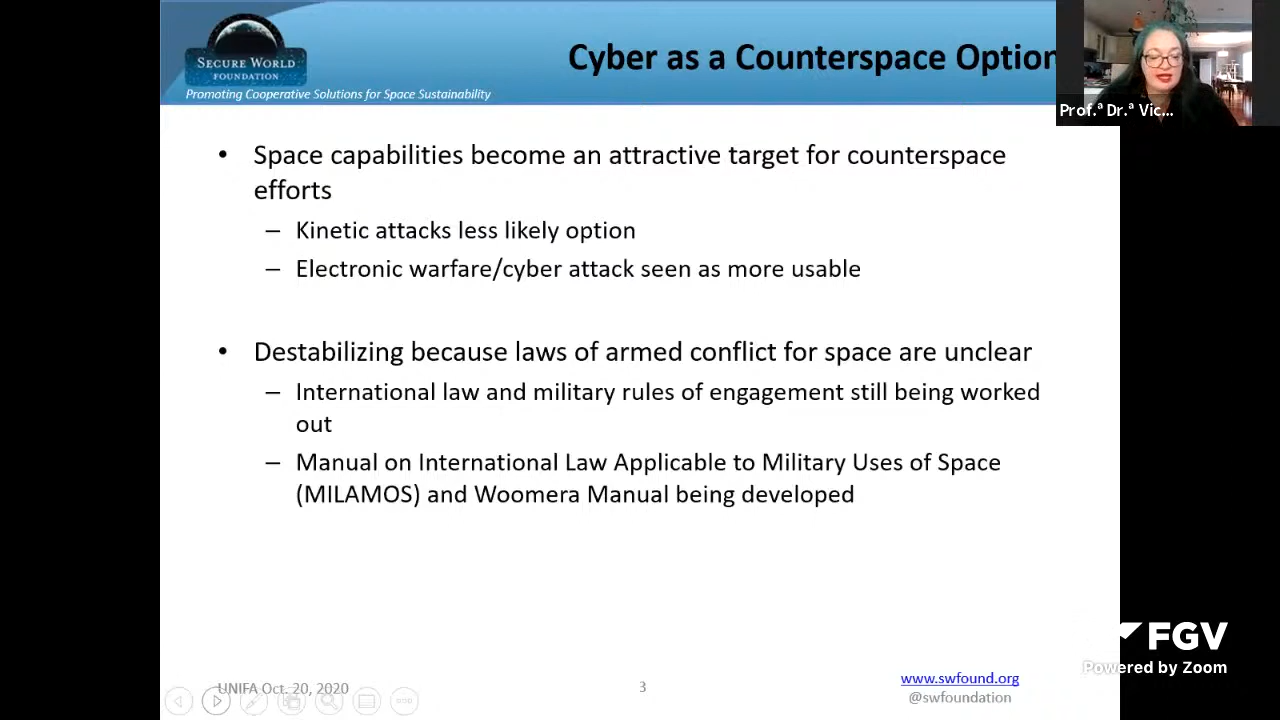 SECURE WORLD
FOUNDATION
Promoting Cooperative Solutions for Space Sustainability
Cyber as a Counterspace Option
Prof.ª Dr.ª Vic...
• Space capabilities become an attractive target for counterspace
efforts
– Kinetic attacks less likely option
– Electronic warfare/cyber attack seen as more usable
• Destabilizing because laws of armed conflict for space are unclear
– International law and military rules of engagement still being worked
out
– Manual on International Law Applicable to Military Uses of Space
(MILAMOS) and Woomera Manual being developed
FGV
Powered by Zoom
UNIFA Oct. 20, 2020
3
www.swfound.org
@swfoundation